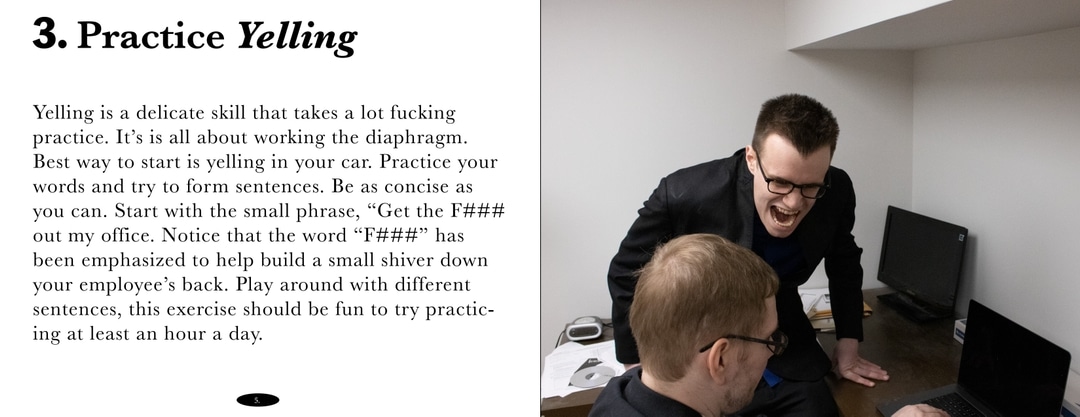 3. Practice Yelling
Yelling is a delicate skill that takes a lot fucking
practice. It’s is all about working the diaphragm.
Best way to start is yelling in your car. Practice your
words and try to form sentences. Be as concise as
you can. Start with the small phrase, “Get the F###
out my office. Notice that the word “F###” has
been emphasized to help build a small shiver down
your employee’s back. Play around with different
sentences, this exercise should be fun to try practic-
ing at least an hour a day.
5.